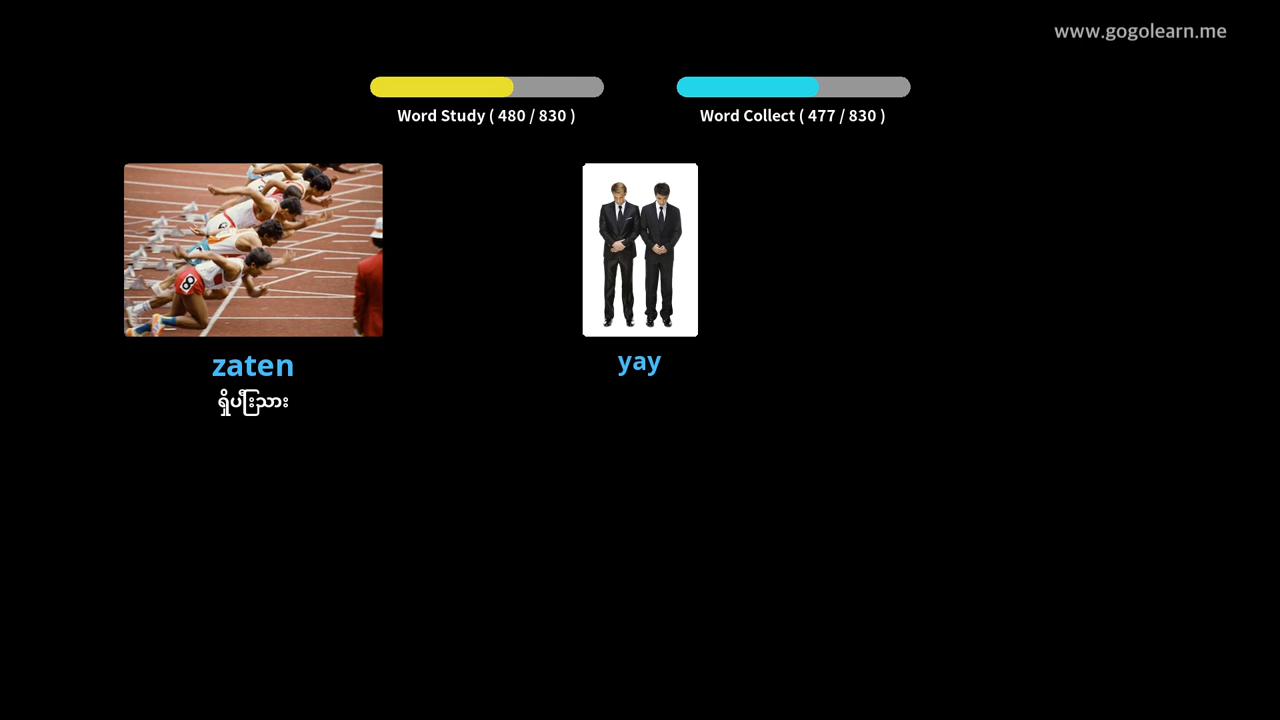 www.gogolearn.me
Word Study ( 480 / 830 )
Word Collect ( 477 / 830 )
zaten
ရှိပြီးသား
yay